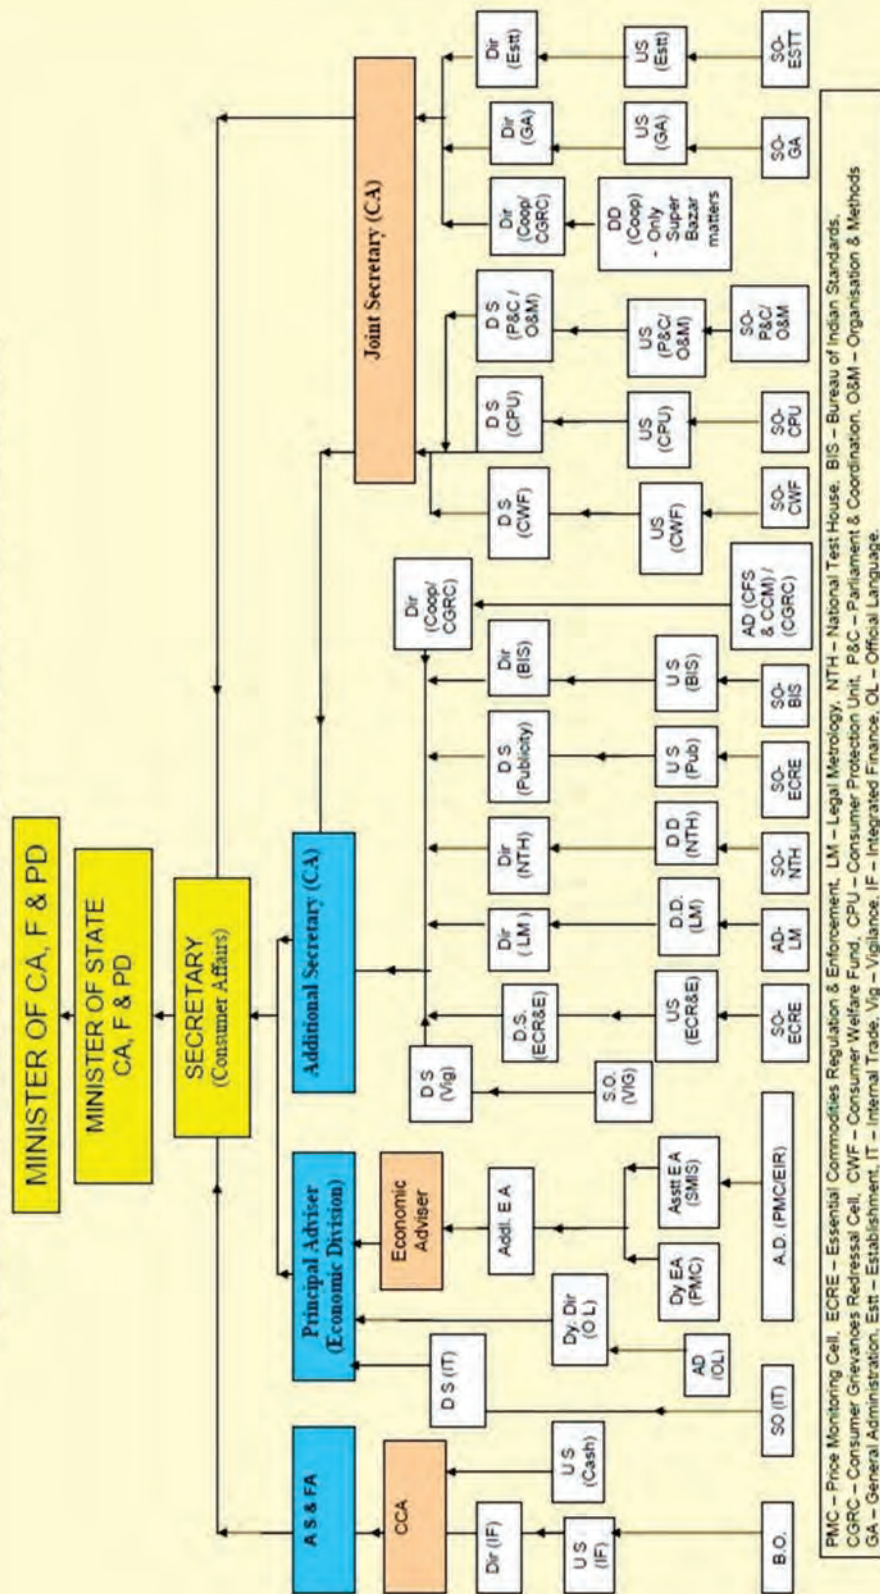 MINISTER OF CA, F & PD
MINISTER OF STATE
CA, F & PD
SECRETARY
(Consumer Affairs)
A S & FA
Principal Adviser
(Economic Division)
Additional Secretary (CA)
Joint Secretary (CA)
CCA
Economic
Adviser
Dir (IF)
U S
(Cash)
U S
(IF)
B.O.
D S (IT)
SO (IT)
Dy. Dir
(O L)
AD
(OL)
Addl. E A
Dy EA
(PMC)
Asstt E A
(SMIS)
A.D. (PMC/EIR)
D S
(Vig)
S.O.
(VIG)
D.S.
(ECR&E)
US
(ECR&E)
SO-
ECRE
Dir
( LM )
D.D.
(LM)
AD-
LM
Dir
(NTH)
D D
(NTH)
SO-
NTH
D S
(Publicity)
U S
(Pub)
SO-
ECRE
Dir
(BIS)
U S
(BIS)
SO-
BIS
Dir
(Coop/
CGRC)
AD (CFS
& CCM) /
(CGRC)
D S
(CWF)
US
(CWF)
SO-
CWF
D S
(CPU)
US
(CPU)
SO-
CPU
D S
(P&C /
O&M)
US
(P&C/
O&M)
SO-
P&C/
O&M
Dir
(Coop/
CGRC)
DD
(Coop)
- Only
Super
Bazar
matters
Dir
(GA)
US
(GA)
SO-
GA
Dir
(Estt)
US
(Estt)
SO-
ESTT
PMC – Price Monitoring Cell, ECRE – Essential Commodities Regulation & Enforcement, LM – Legal Metrology, NTH – National Test House, BIS – Bureau of Indian Standards,
CGRC – Consumer Grievances Redressal Cell, CWF – Consumer Welfare Fund, CPU – Consumer Protection Unit, P&C – Parliament & Coordination, O&M – Organisation & Methods
GA – General Administration, Estt – Establishment, IT – Internal Trade, Vig – Vigilance, IF – Integrated Finance, OL – Official Language.